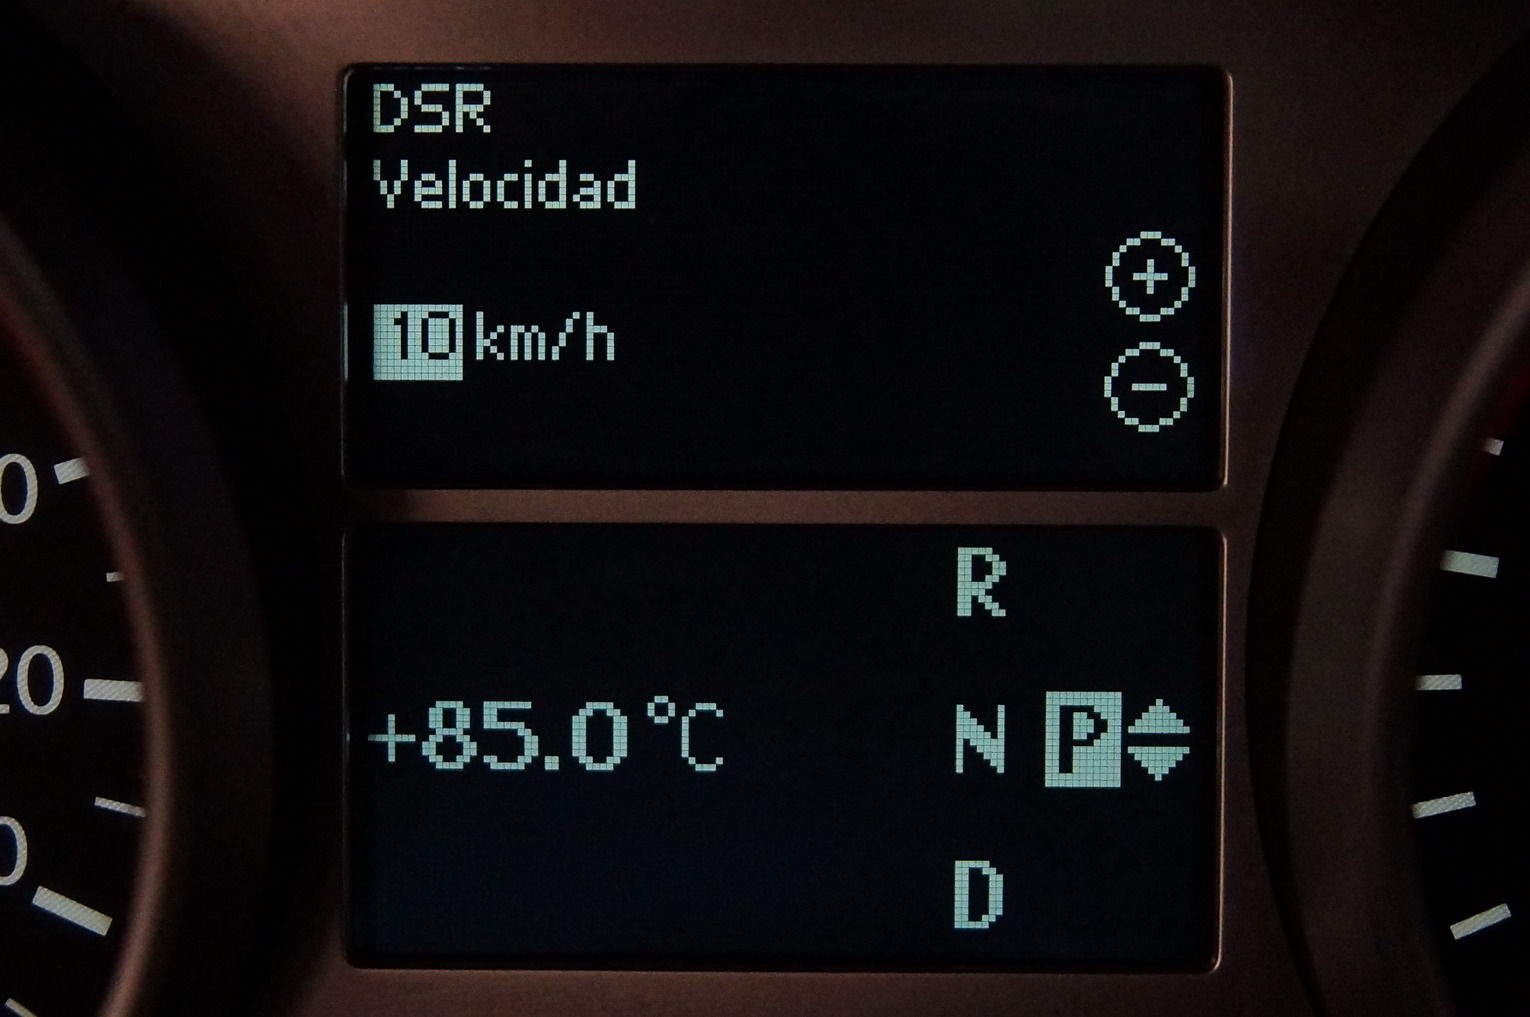 DSR
Velocidad
10 km/h
R
+85.0 °C N P
D